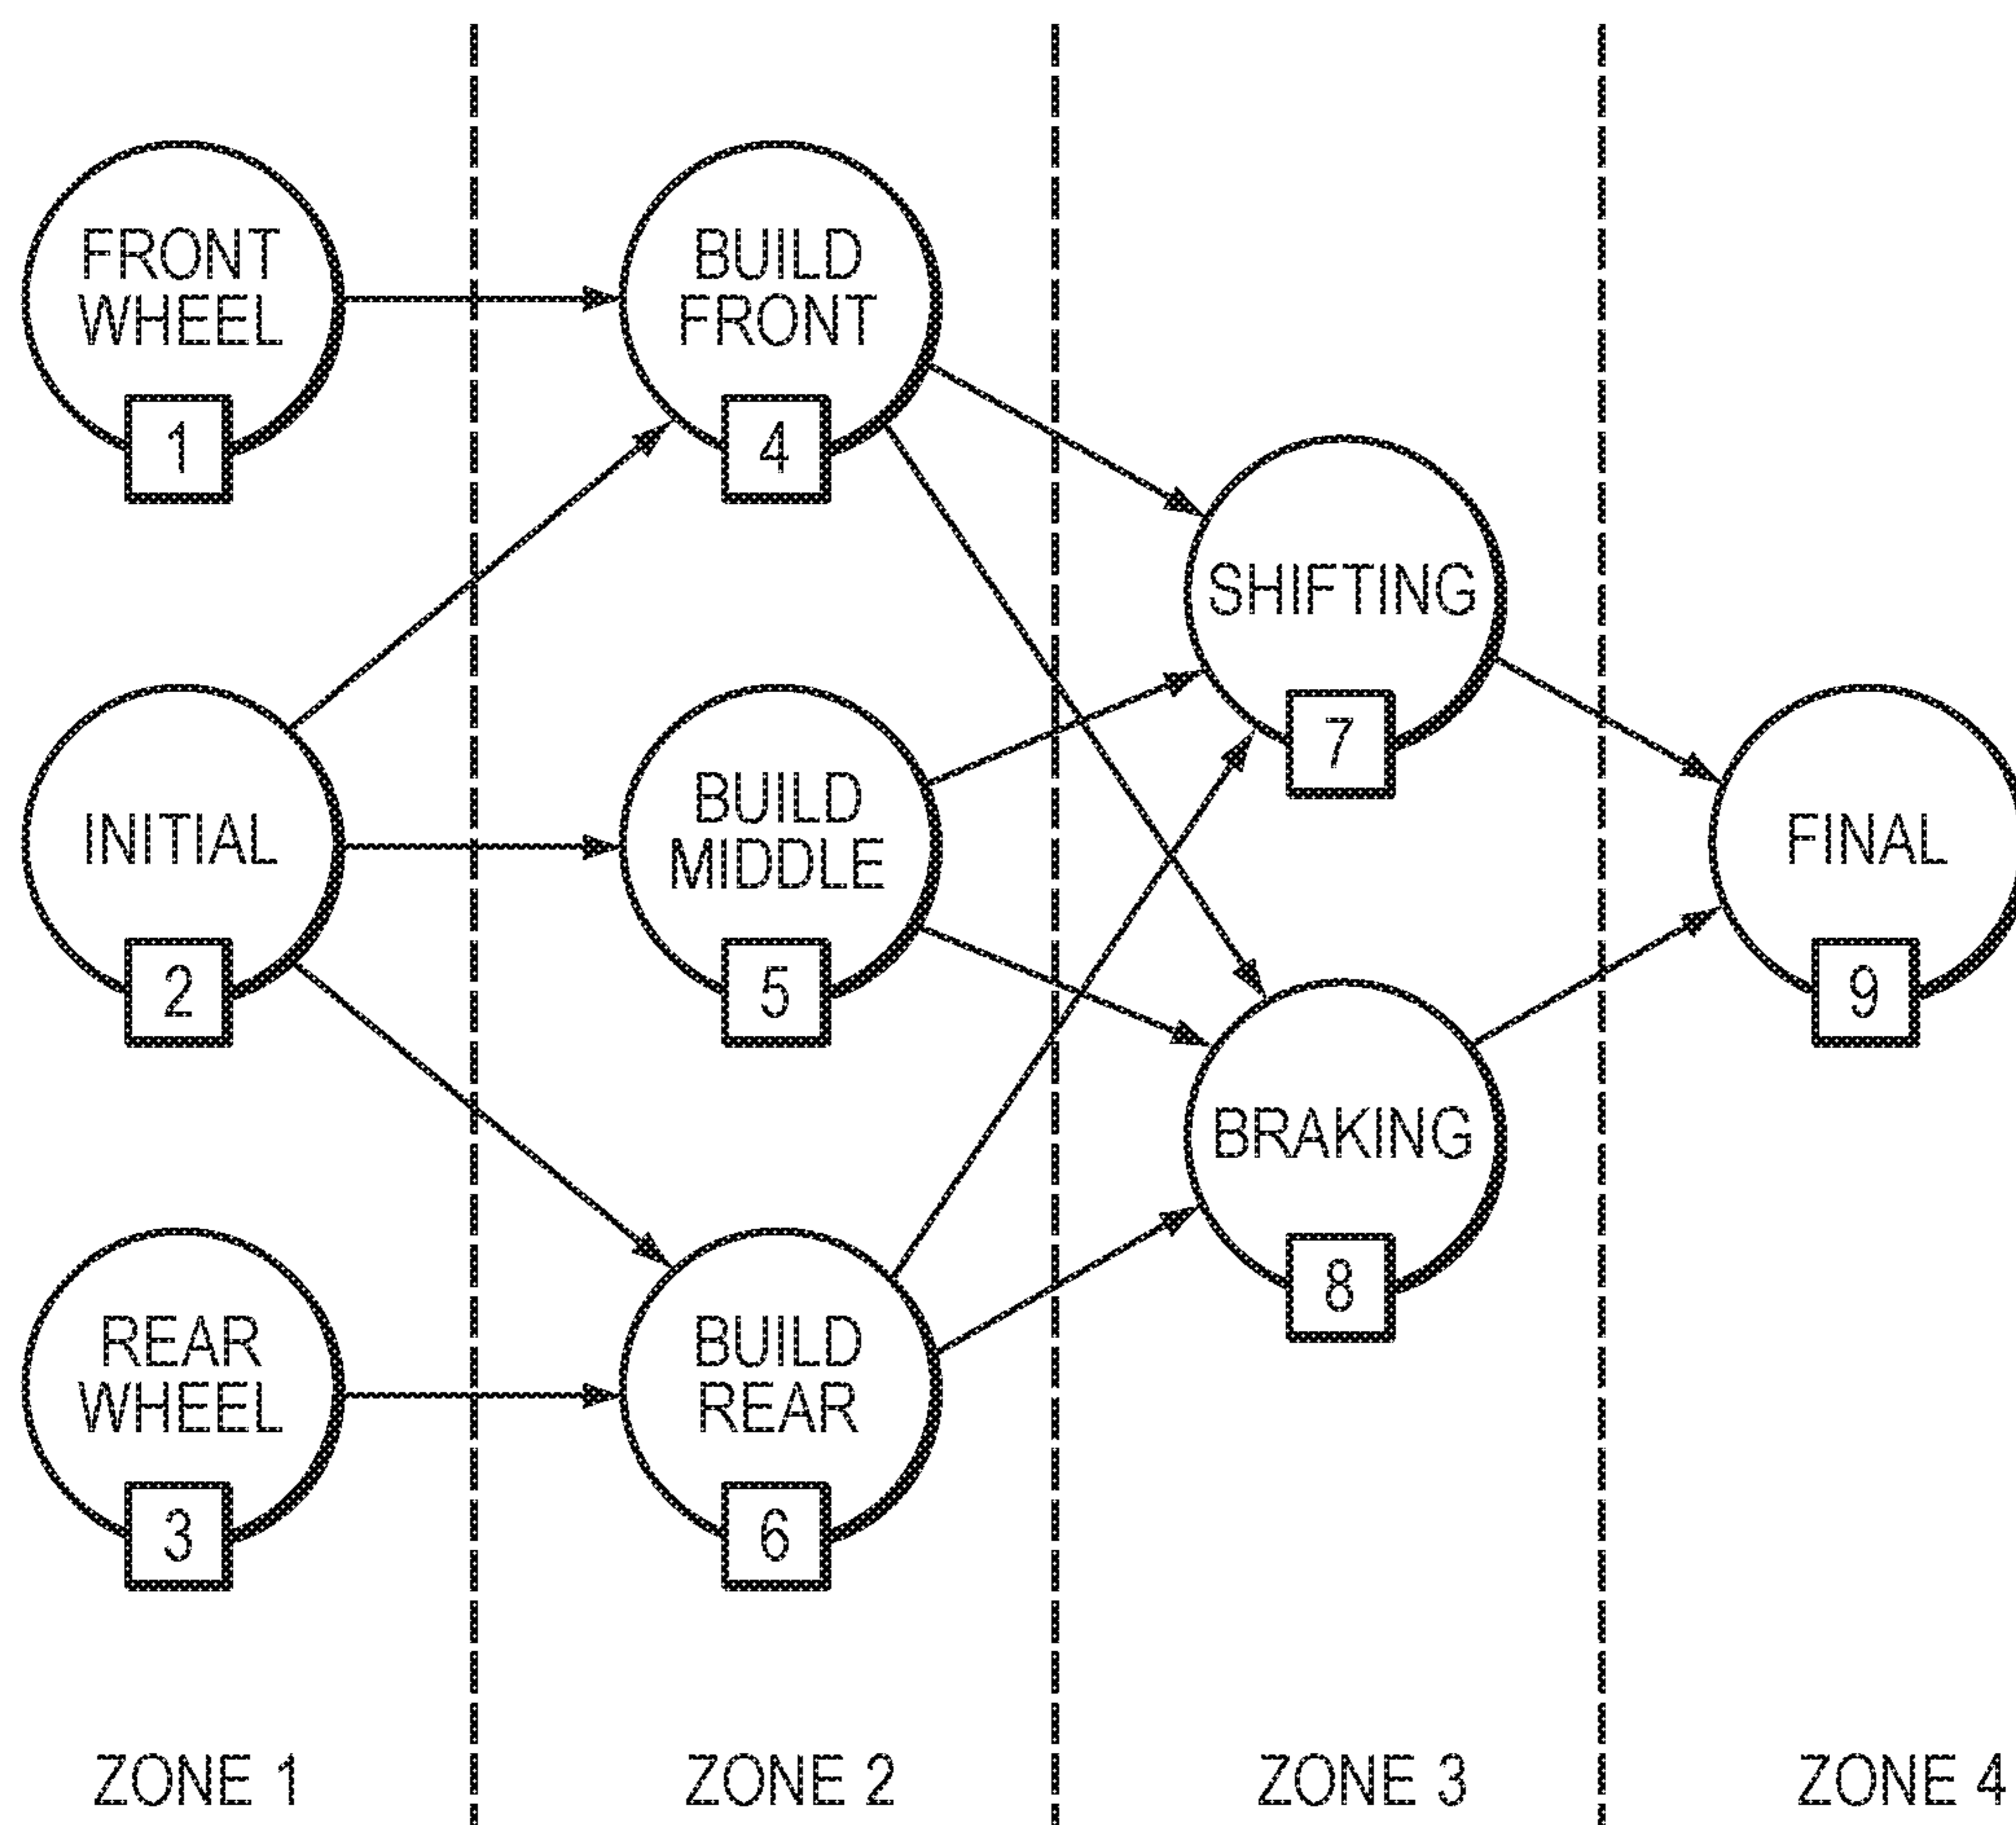 FRONT
WHEEL
1
INITIAL
2
REAR
WHEEL
3
ZONE 1
BUILD
FRONT
4
BUILD
MIDDLE
5
BUILD
REAR
6
ZONE 2
SHIFTING
7
BRAKING
8
ZONE 3
FINAL
9
ZONE 4